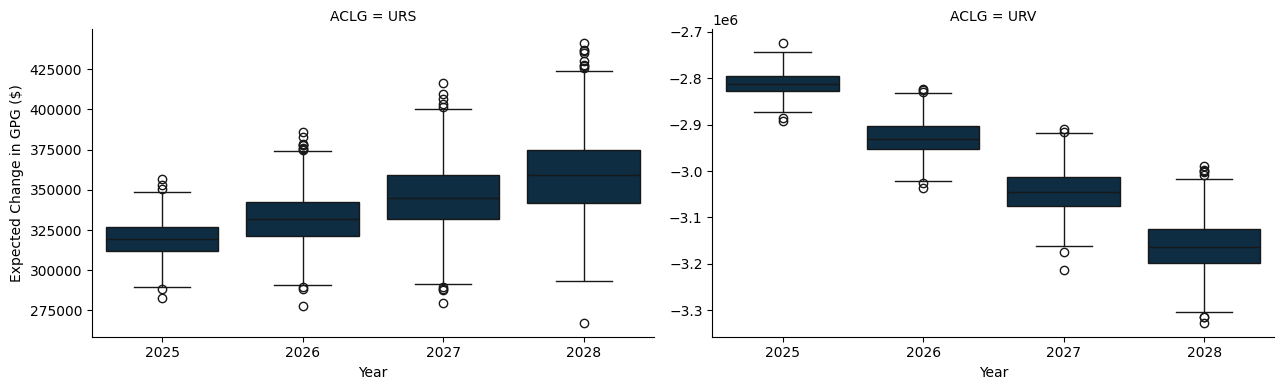 ACLG = URS
Expected Change in GPG ($)
425000
400000
375000
350000
325000
300000
275000
2025 2026 2027 2028
Year
ACLG = URV
1e6
−2.7
−2.8
−2.9
−3.0
−3.1
−3.2
−3.3
2025 2026 2027 2028
Year